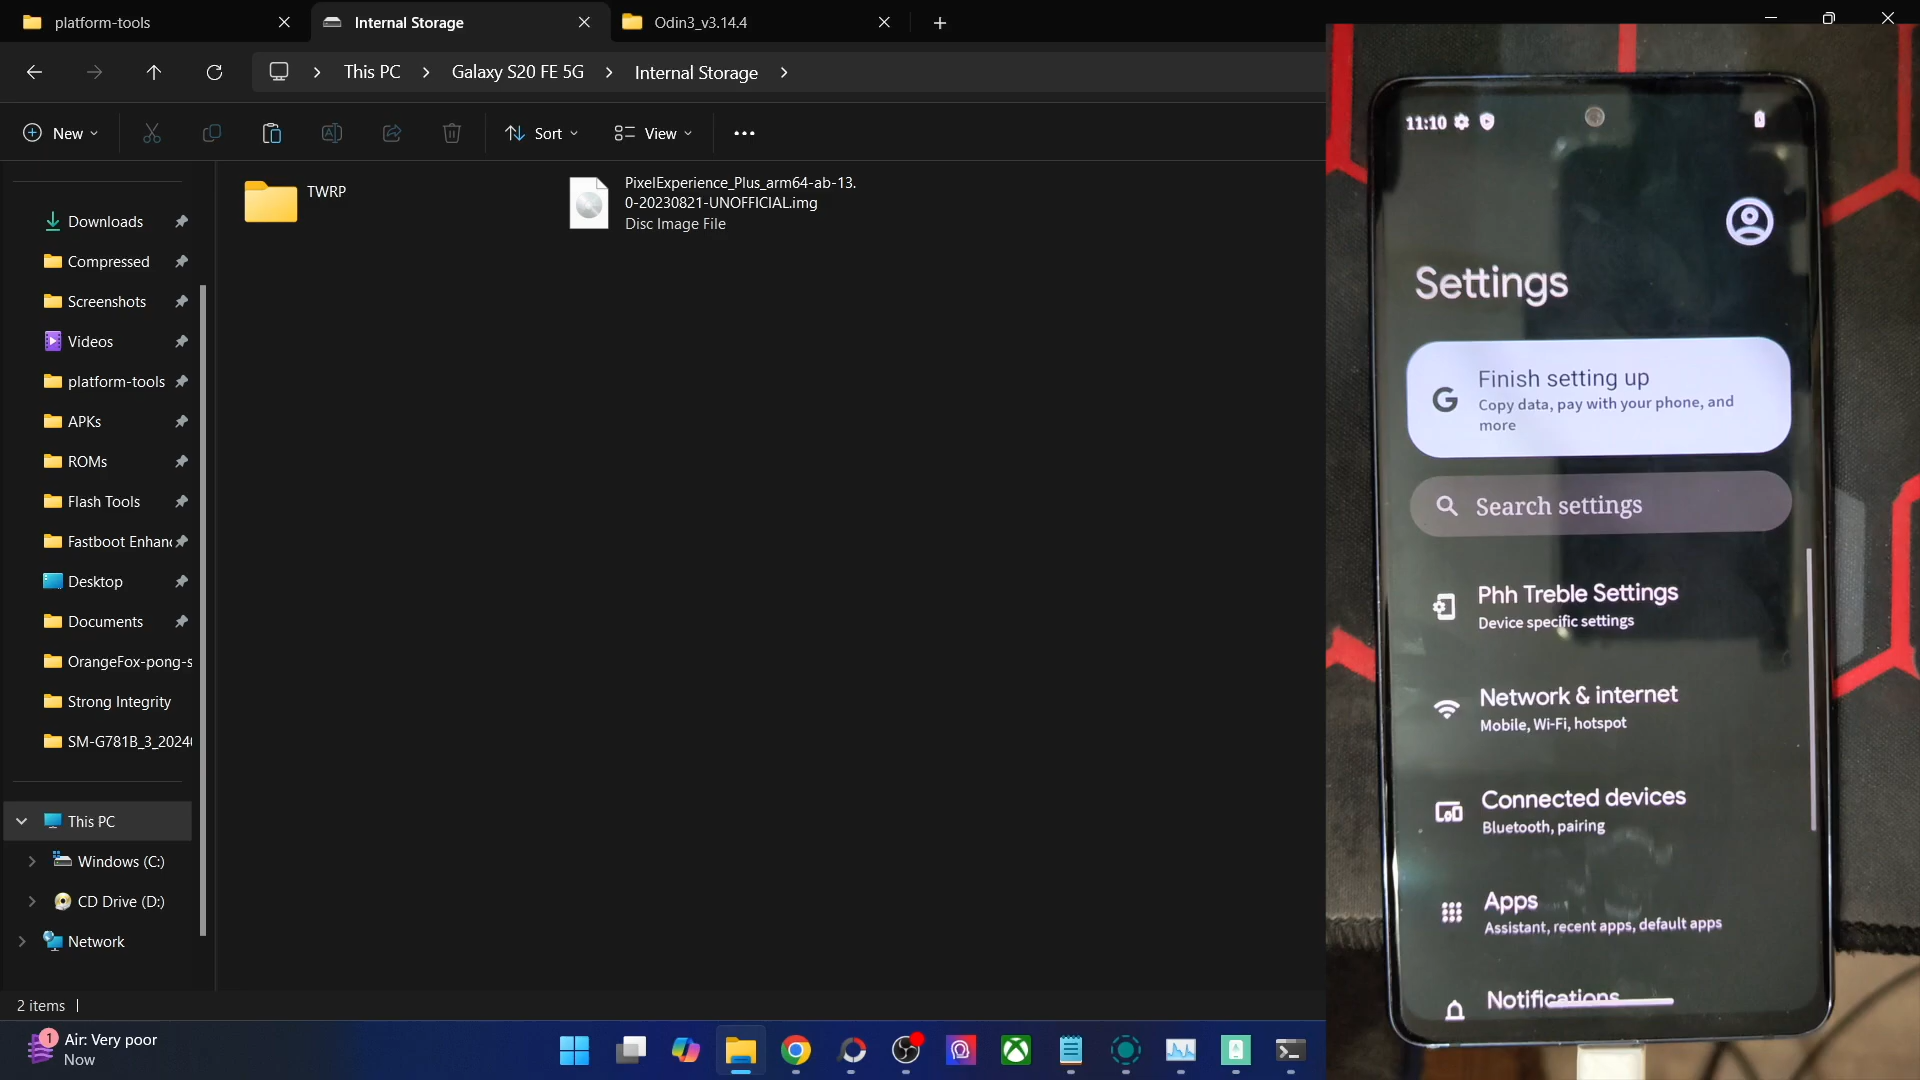 platform-tools
Internal Storage
Odin3_v3.14.4
This PC
Galaxy S20 FE 5G
Internal Storage
New
Sort
View
Downloads
Compressed
Screenshots
Videos
platform-tools
APKs
ROMs
Flash Tools
Fastboot Enhanc
Desktop
Documents
OrangeFox-pong-s
Strong Integrity
SM-G781B_3_2024
This PC
Windows (C:)
CD Drive (D:)
Network
TWRP
PixelExperience_Plus_arm64-ab-13.
0-20230821-UNOFFICIAL.img
Disc Image File
2 items
1
Air: Very poor
Now
11:10
Settings
G
Finish setting up
Copy data, pay with your phone, and
more
Search settings
Phh Treble Settings
Device specific settings
Network & internet
Mobile, Wi-Fi, hotspot
Connected devices
Bluetooth, pairing
Apps
Assistant, recent apps, default apps
Notifications